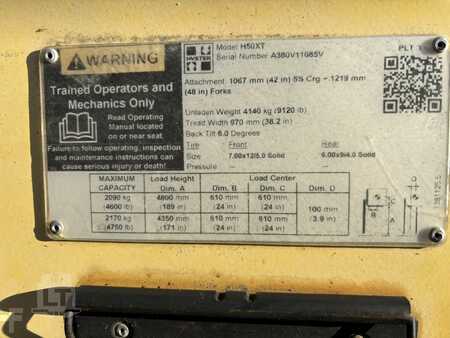 WARNING
Trained Operators and
Mechanics Only
Read Operating
Manual located
on or near seat.
Failure to follow operating, inspection
and maintenance instructions can
cause serious injury or death!
HYSTER
Model H50XT
Serial Number A380V11085V
PLT 1
Attachment 1067 mm (42 in) SS Crg - 1219 mm
(48 in) Forks
Unladen Weight 4140 kg (9120 lb)
Tread Width 970 mm (38.2 in)
Back Tilt 6.0 Degrees
Tire Front Rear
Size 7.00x12/5.0 Solid 6.00x9/4.0 Solid
Pressure -- --
MAXIMUM CAPACITY Load Height Dim. A Load Center Dim. B Dim. C Dim. D
2090 kg (4600 lb) 4800 mm (189 in) 610 mm (24 in) 610 mm (24 in) 100 mm (3.9 in)
2170 kg (4750 lb) 4350 mm (171 in) 610 mm (24 in) 610 mm (24 in)